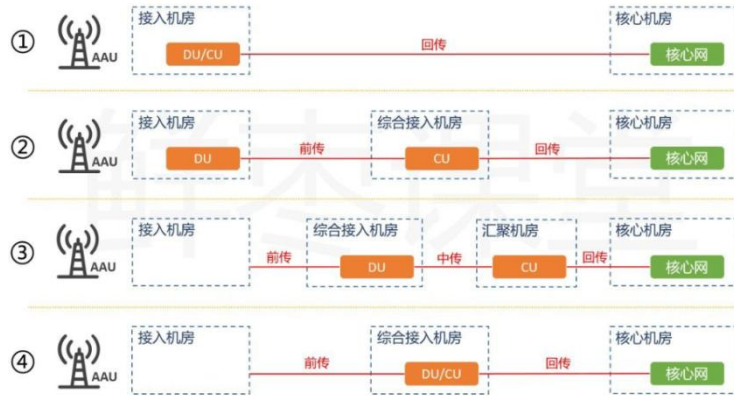 ① AAU 接入机房 DU/CU 回传 核心机房 核心网
② AAU 接入机房 DU 前传 综合接入机房 CU 回传 核心机房 核心网
③ AAU 接入机房 前传 综合接入机房 DU 中传 汇聚机房 CU 回传 核心机房 核心网
④ AAU 接入机房 前传 综合接入机房 DU/CU 回传 核心机房 核心网
鲜枣课堂